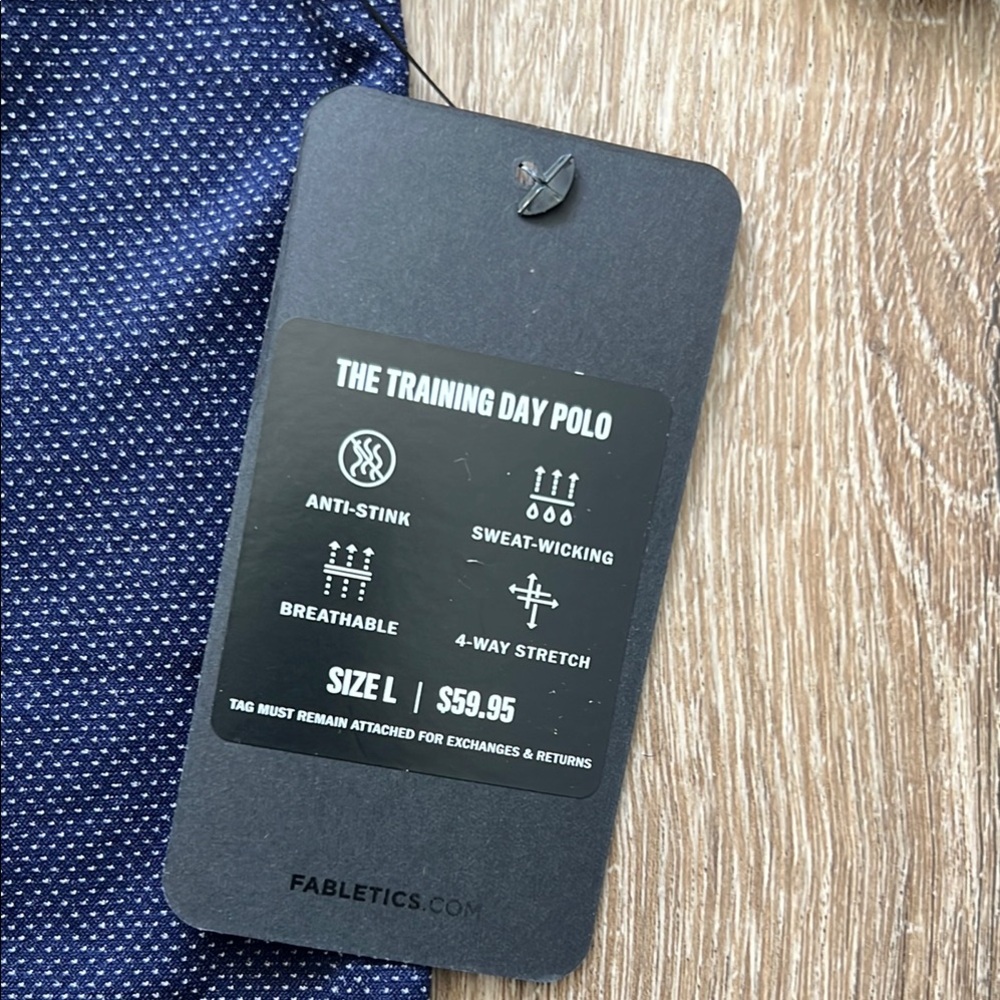 THE TRAINING DAY POLO
ANTI-STINK
SWEAT-WICKING
BREATHABLE
4-WAY STRETCH
SIZE L | $59.95
TAG MUST REMAIN ATTACHED FOR EXCHANGES & RETURNS
FABLETICS.COM